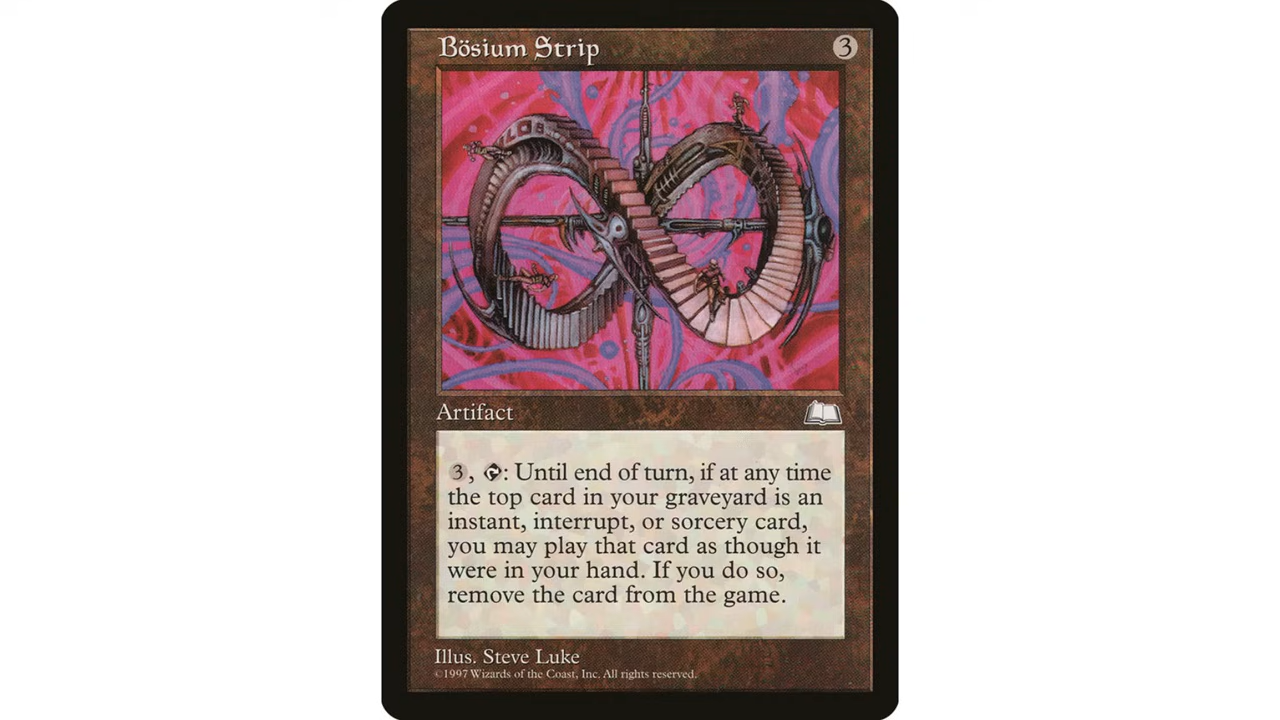 Bösium Strip 3
Artifact
3, : Until end of turn, if at any time
the top card in your graveyard is an
instant, interrupt, or sorcery card,
you may play that card as though it
were in your hand. If you do so,
remove the card from the game.
Illus. Steve Luke
©1997 Wizards of the Coast, Inc. All rights reserved.